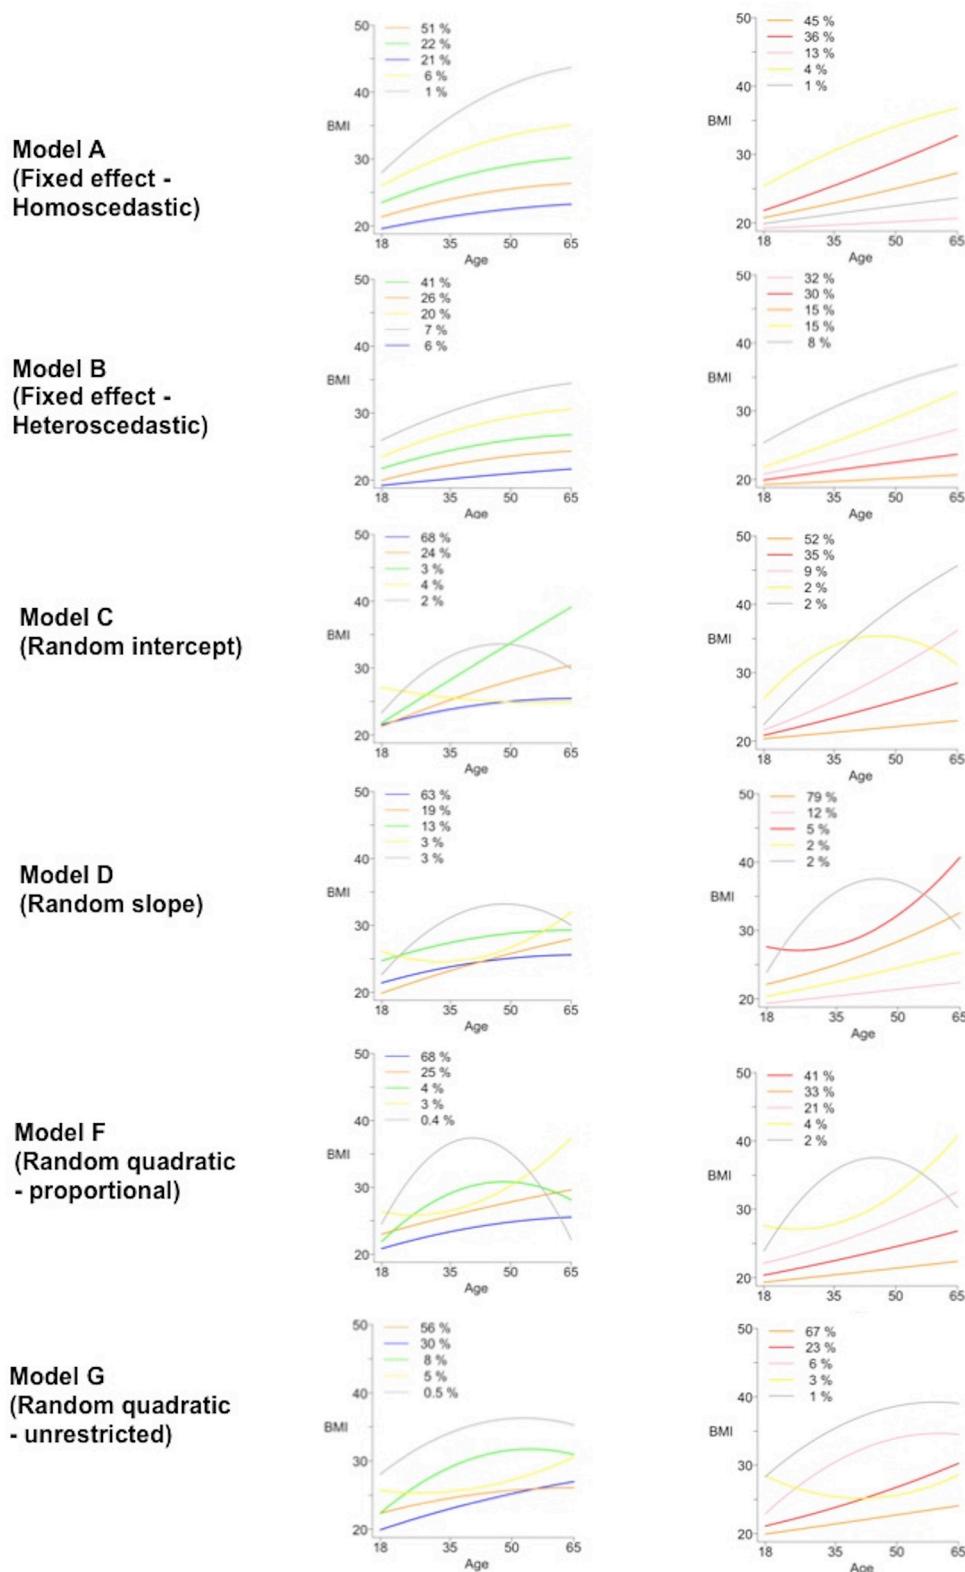 Model A
(Fixed effect -
Homoscedastic)
50
40
BMI
30
20
18 35 50 65
Age
51 %
22 %
21 %
6 %
1 %
50
40
BMI
30
20
18 35 50 65
Age
45 %
36 %
13 %
4 %
1 %
Model B
(Fixed effect -
Heteroscedastic)
50
40
BMI
30
20
18 35 50 65
Age
41 %
26 %
20 %
7 %
6 %
50
40
BMI
30
20
18 35 50 65
Age
32 %
30 %
15 %
15 %
8 %
Model C
(Random intercept)
50
40
BMI
30
20
18 35 50 65
Age
68 %
24 %
3 %
4 %
2 %
50
40
BMI
30
20
18 35 50 65
Age
52 %
35 %
9 %
2 %
2 %
Model D
(Random slope)
50
40
BMI
30
20
18 35 50 65
Age
63 %
19 %
13 %
3 %
3 %
50
40
BMI
30
20
18 35 50 65
Age
79 %
12 %
5 %
2 %
2 %
Model F
(Random quadratic
- proportional)
50
40
BMI
30
20
18 35 50 65
Age
68 %
25 %
4 %
3 %
0.4 %
50
40
BMI
30
20
18 35 50 65
Age
41 %
33 %
21 %
4 %
2 %
Model G
(Random quadratic
- unrestricted)
50
40
BMI
30
20
18 35 50 65
Age
56 %
30 %
8 %
5 %
0.5 %
50
40
BMI
30
20
18 35 50 65
Age
67 %
23 %
6 %
3 %
1 %